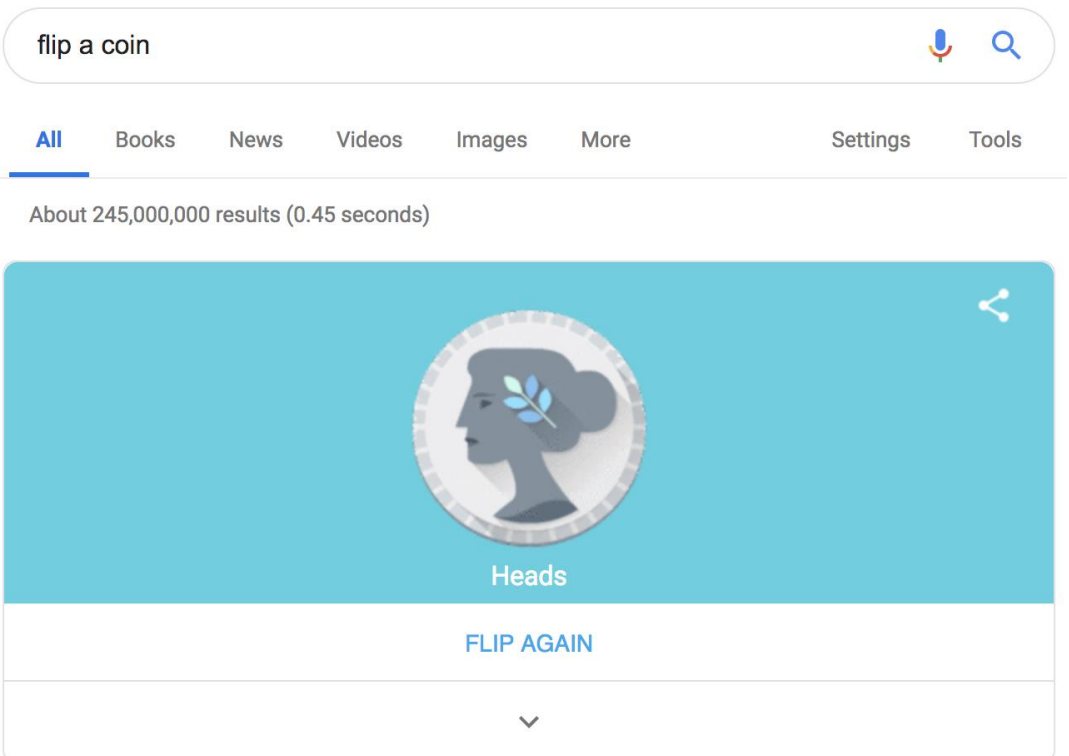 flip a coin
All Books News Videos Images More Settings Tools
About 245,000,000 results (0.45 seconds)
Heads
FLIP AGAIN